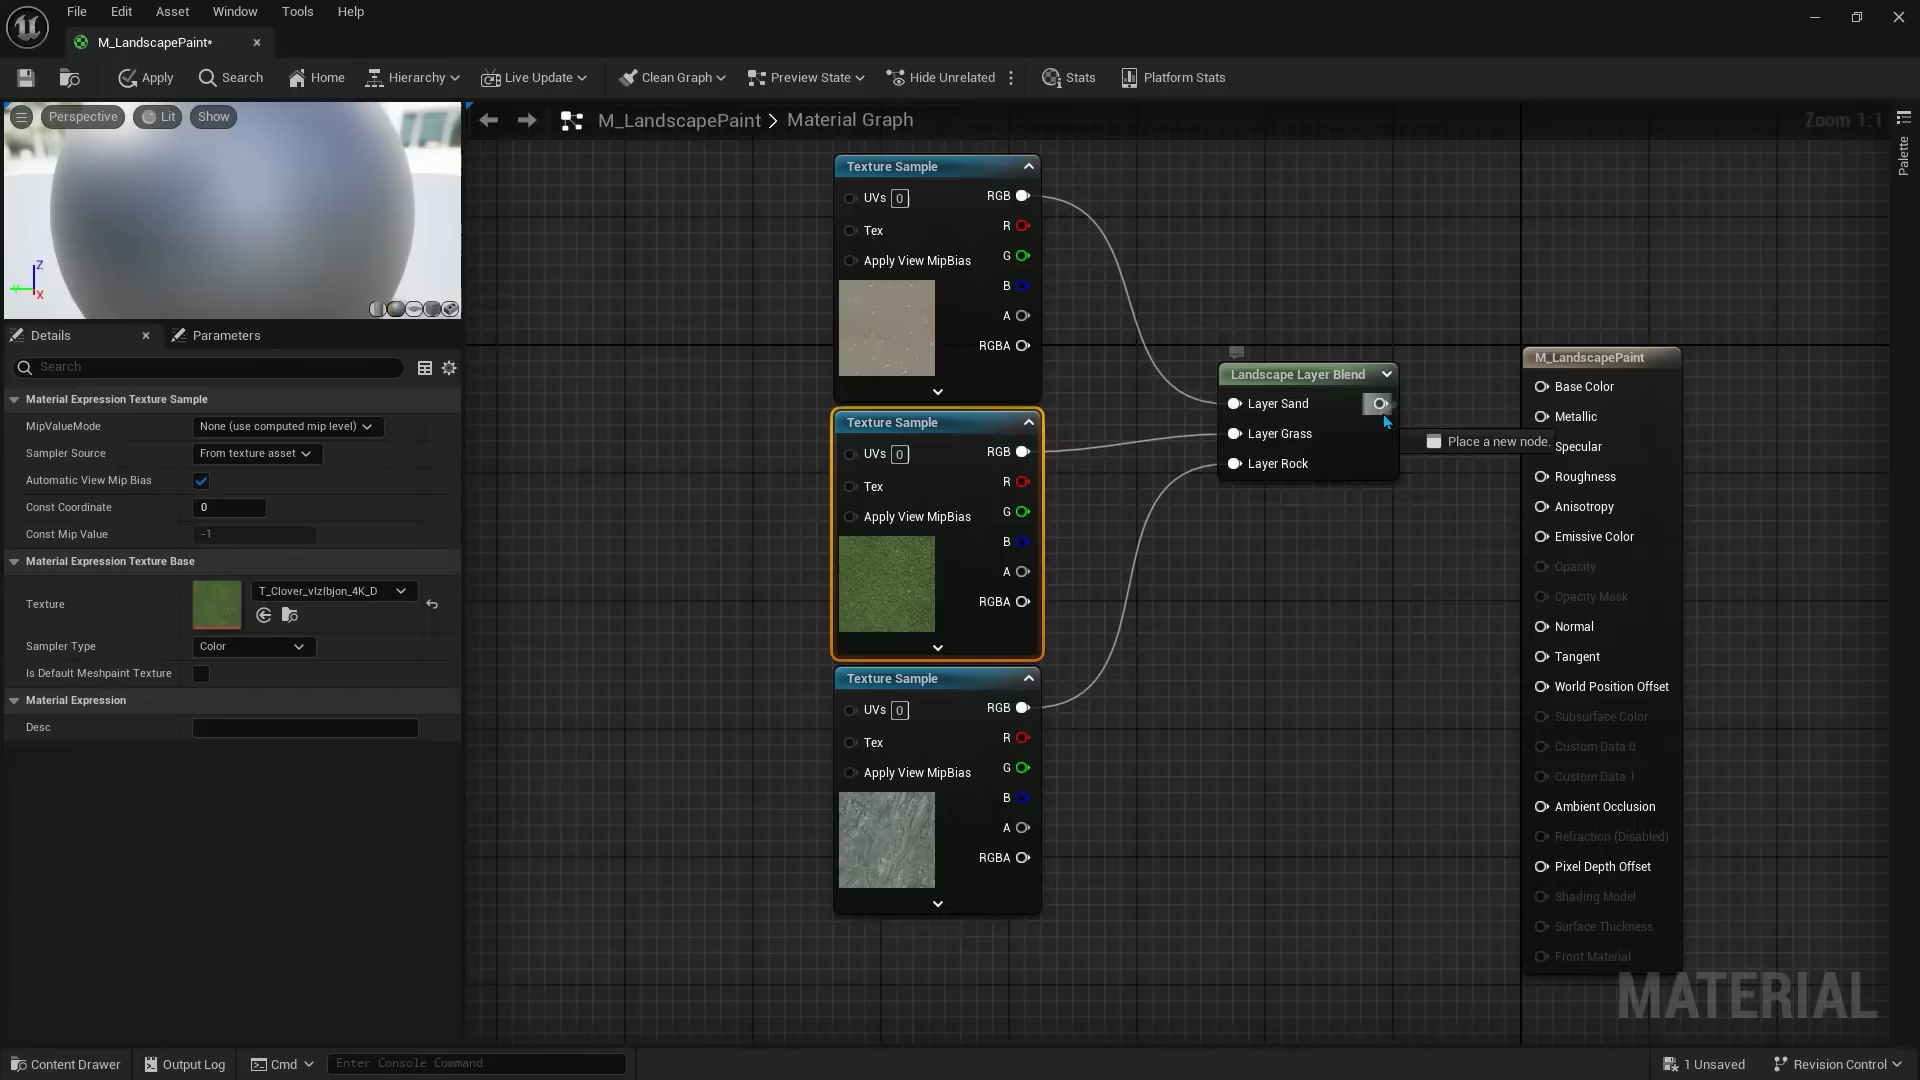 File Edit Asset Window Tools Help
M_LandscapePaint*
Apply Search Home Hierarchy Live Update Clean Graph Preview State Hide Unrelated Stats Platform Stats
Perspective Lit Show
M_LandscapePaint > Material Graph
Zoom 1:1
Palette
Z
Y
X
Details Parameters
Search
Material Expression Texture Sample
MipValueMode None (use computed mip level)
Sampler Source From texture asset
Automatic View Mip Bias
Const Coordinate 0
Const Mip Value -1
Material Expression Texture Base
Texture T_Clover_vlzlbjon_4K_D
Sampler Type Color
Is Default Meshpaint Texture
Material Expression
Desc
Texture Sample
UVs 0 RGB
R
Tex
G
Apply View MipBias
B
A
RGBA
Texture Sample
UVs 0 RGB
R
Tex
G
Apply View MipBias
B
A
RGBA
Texture Sample
UVs 0 RGB
R
Tex
G
Apply View MipBias
B
A
RGBA
Landscape Layer Blend
Layer Sand
Layer Grass
Layer Rock
Place a new node.
M_LandscapePaint
Base Color
Metallic
Specular
Roughness
Anisotropy
Emissive Color
Opacity
Opacity Mask
Normal
Tangent
World Position Offset
Subsurface Color
Custom Data 0
Custom Data 1
Ambient Occlusion
Refraction (Disabled)
Pixel Depth Offset
Shading Model
Surface Thickness
Front Material
MATERIAL
Content Drawer Output Log Cmd Enter Console Command 1 Unsaved Revision Control